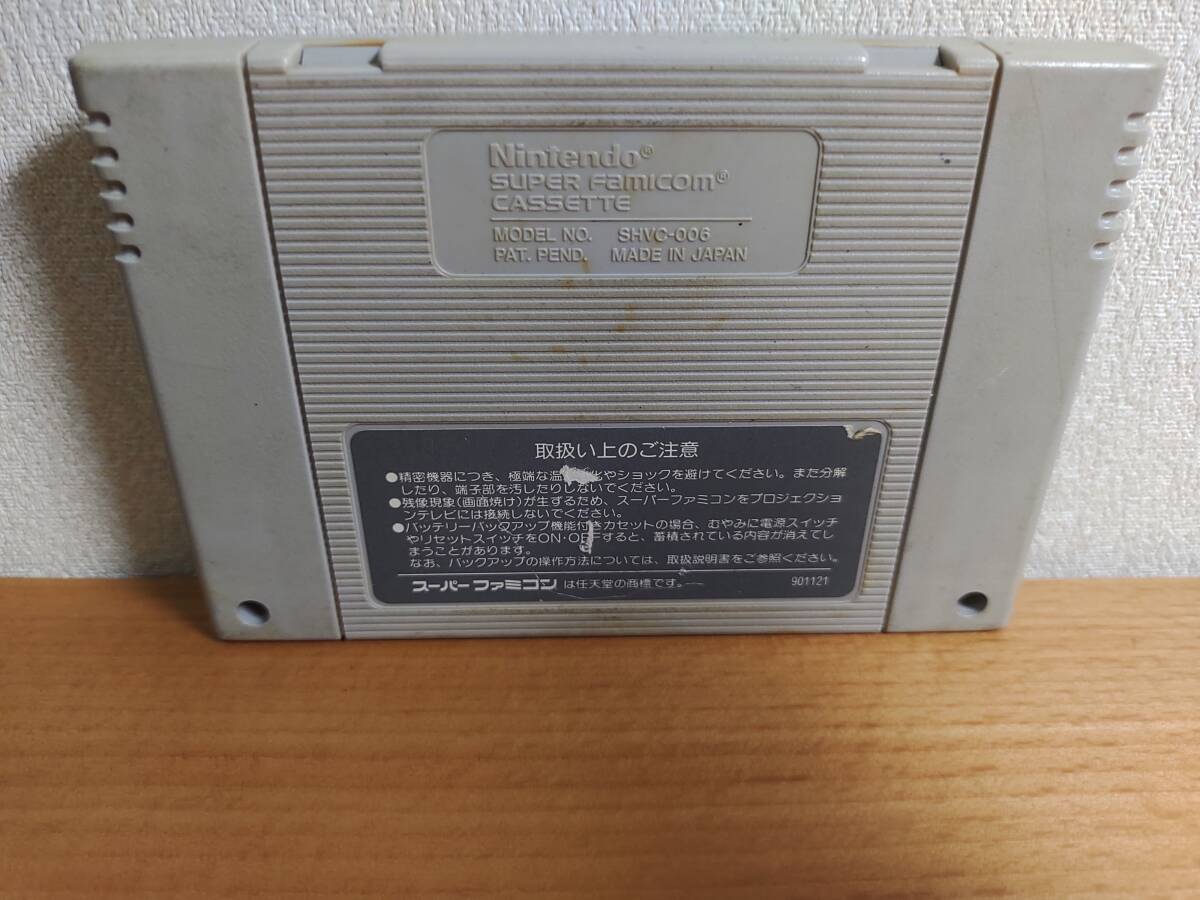 Nintendo®
SUPER FAMICOM®
CASSETTE
MODEL NO. SHVC-006
PAT. PEND. MADE IN JAPAN
取扱い上のご注意
●精密機器につき、極端な温 化やショックを避けてください。また分解
したり、端子部を汚したりしないでください。
●残像現象(画面焼け)が生ずるため、スーパーファミコンをプロジェクショ
ンテレビには接続しないでください。
●バッテリーバックアップ機能付きカセットの場合、むやみに電源スイッチ
やリセットスイッチをON・OFFすると、蓄積されている内容が消えてし
まうことがあります。
なお、バックアップの操作方法については、取扱説明書をご参照ください。
スーパーファミコン は任天堂の商標です。
901121